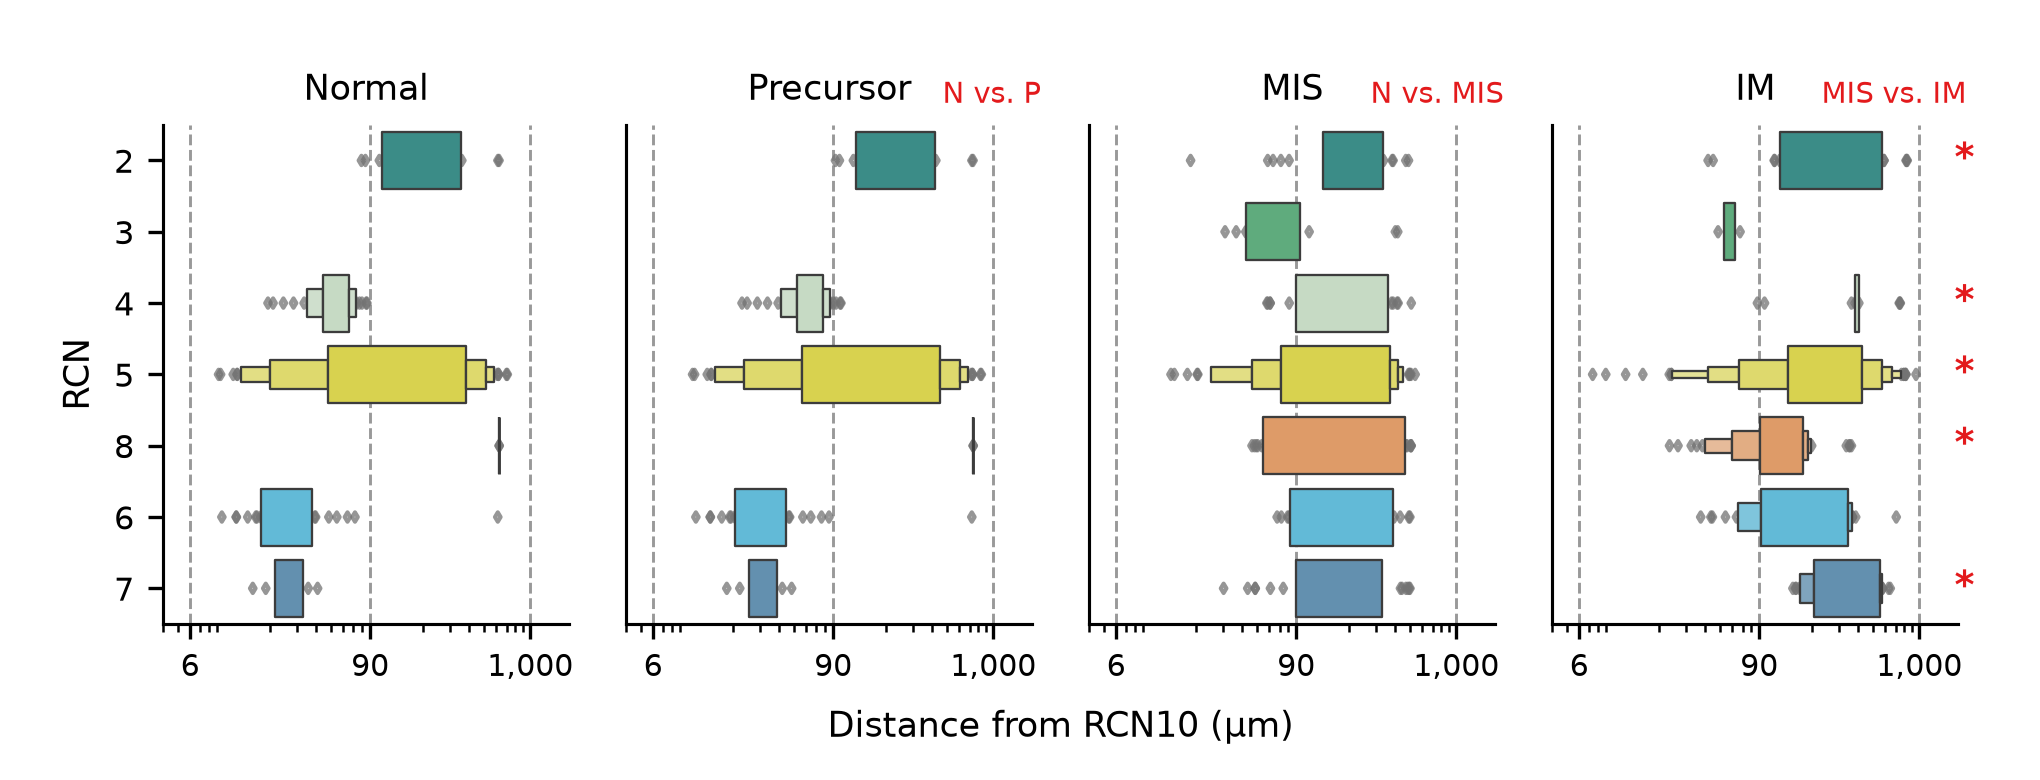 Normal
Precursor N vs. P
MIS N vs. MIS
IM MIS vs. IM
RCN
2 *
3
4 *
5 *
8 *
6
7 *
6 90 1,000 6 90 1,000 6 90 1,000 6 90 1,000
Distance from RCN10 (μm)